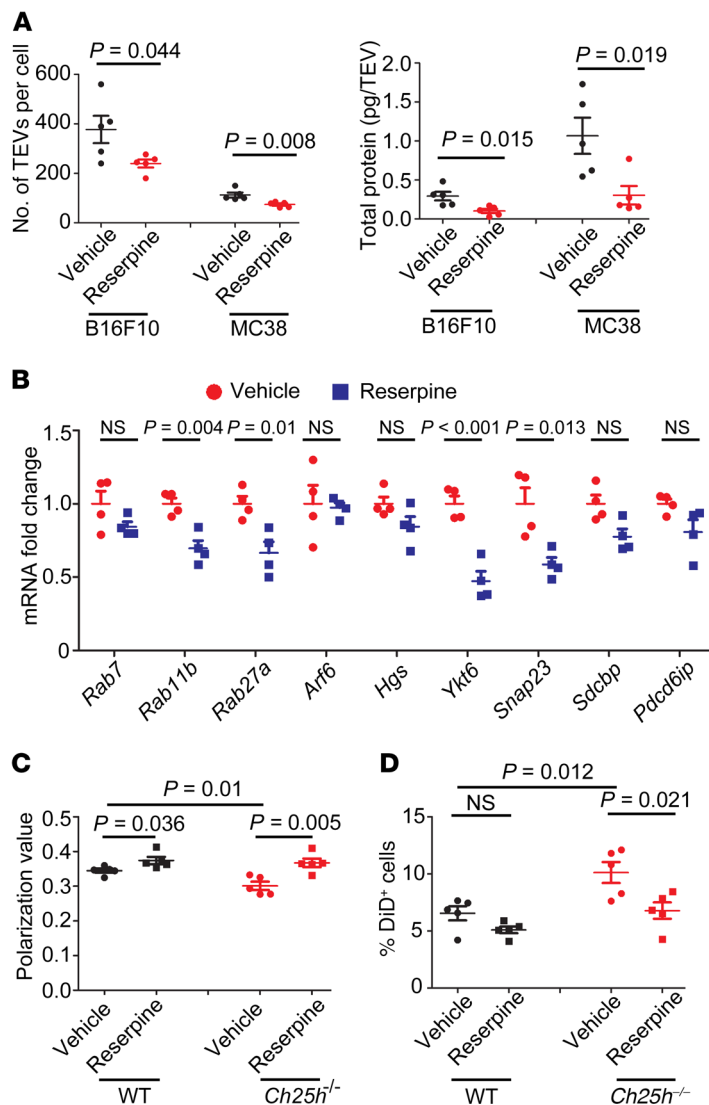 A
P = 0.044
600
400
200
0
No. of TEVs per cell
P = 0.008
Vehicle
Reserpine
Vehicle
Reserpine
B16F10
MC38
P = 0.019
2.0
1.5
1.0
0.5
0.0
Total protein (pg/TEV)
P = 0.015
Vehicle
Reserpine
Vehicle
Reserpine
B16F10
MC38
B
Vehicle Reserpine
NS P = 0.004 P = 0.01 NS NS P < 0.001 P = 0.013 NS NS
1.5
1.0
0.5
0
mRNA fold change
Rab7 Rab11b Rab27a Arf6 Hgs Ykt6 Snap23 Sdcbp Pdcd6ip
C
P = 0.01
P = 0.036 P = 0.005
0.5
0.4
0.3
0.2
0.1
0.0
Polarization value
Vehicle
Reserpine
Vehicle
Reserpine
WT
Ch25h-/-
D
P = 0.012
NS
P = 0.021
15
10
5
0
% DiD+ cells
Vehicle
Reserpine
Vehicle
Reserpine
WT
Ch25h−/−